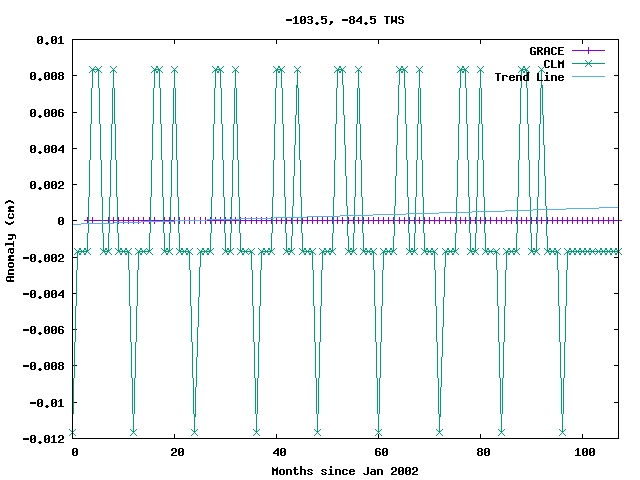 -103.5, -84.5 TWS
0.01
0.008
0.006
0.004
0.002
0
-0.002
-0.004
-0.006
-0.008
-0.01
-0.012
Anomaly (cm)
GRACE
CLM
Trend Line
0 20 40 60 80 100
Months since Jan 2002